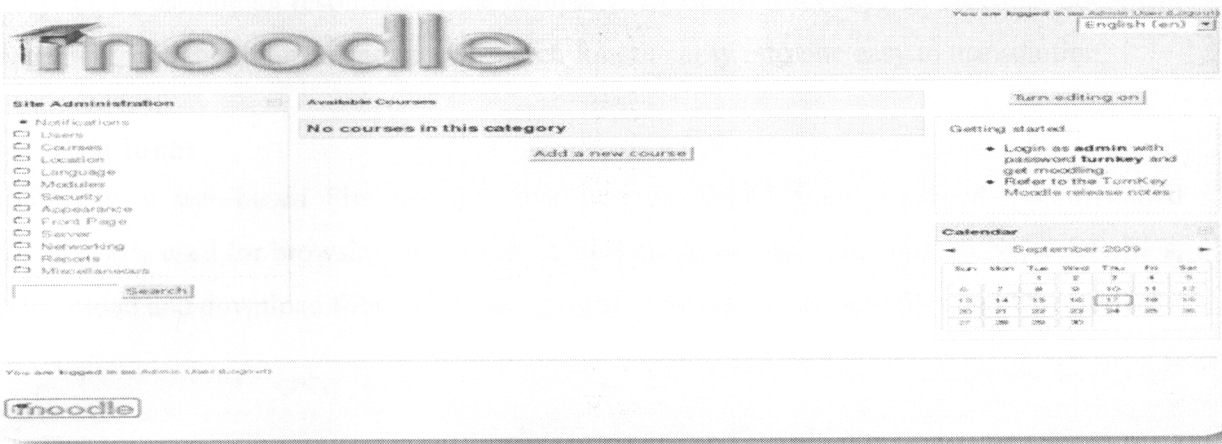 moodle
You are logged in as Admin User (Logout)
English (en)
Site Administration
Notifications
Users
Courses
Location
Language
Modules
Security
Appearance
Front Page
Server
Networking
Reports
Miscellaneous
Search
Available Courses
No courses in this category
Add a new course
Turn editing on
Getting started...
Login as admin with
password turnkey and
get moodling.
Refer to the TurnKey
Moodle release notes.
Calendar
September 2009
Sun Mon Tue Wed Thu Fri Sat
1 2 3 4 5
6 7 8 9 10 11 12
13 14 15 16 17 18 19
20 21 22 23 24 25 26
27 28 29 30
You are logged in as Admin User (Logout)
moodle